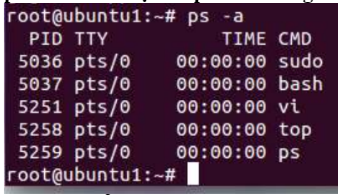 root@ubuntu1:~# ps -a
PID TTY TIME CMD
5036 pts/0 00:00:00 sudo
5037 pts/0 00:00:00 bash
5251 pts/0 00:00:00 vi
5258 pts/0 00:00:00 top
5259 pts/0 00:00:00 ps
root@ubuntu1:~#